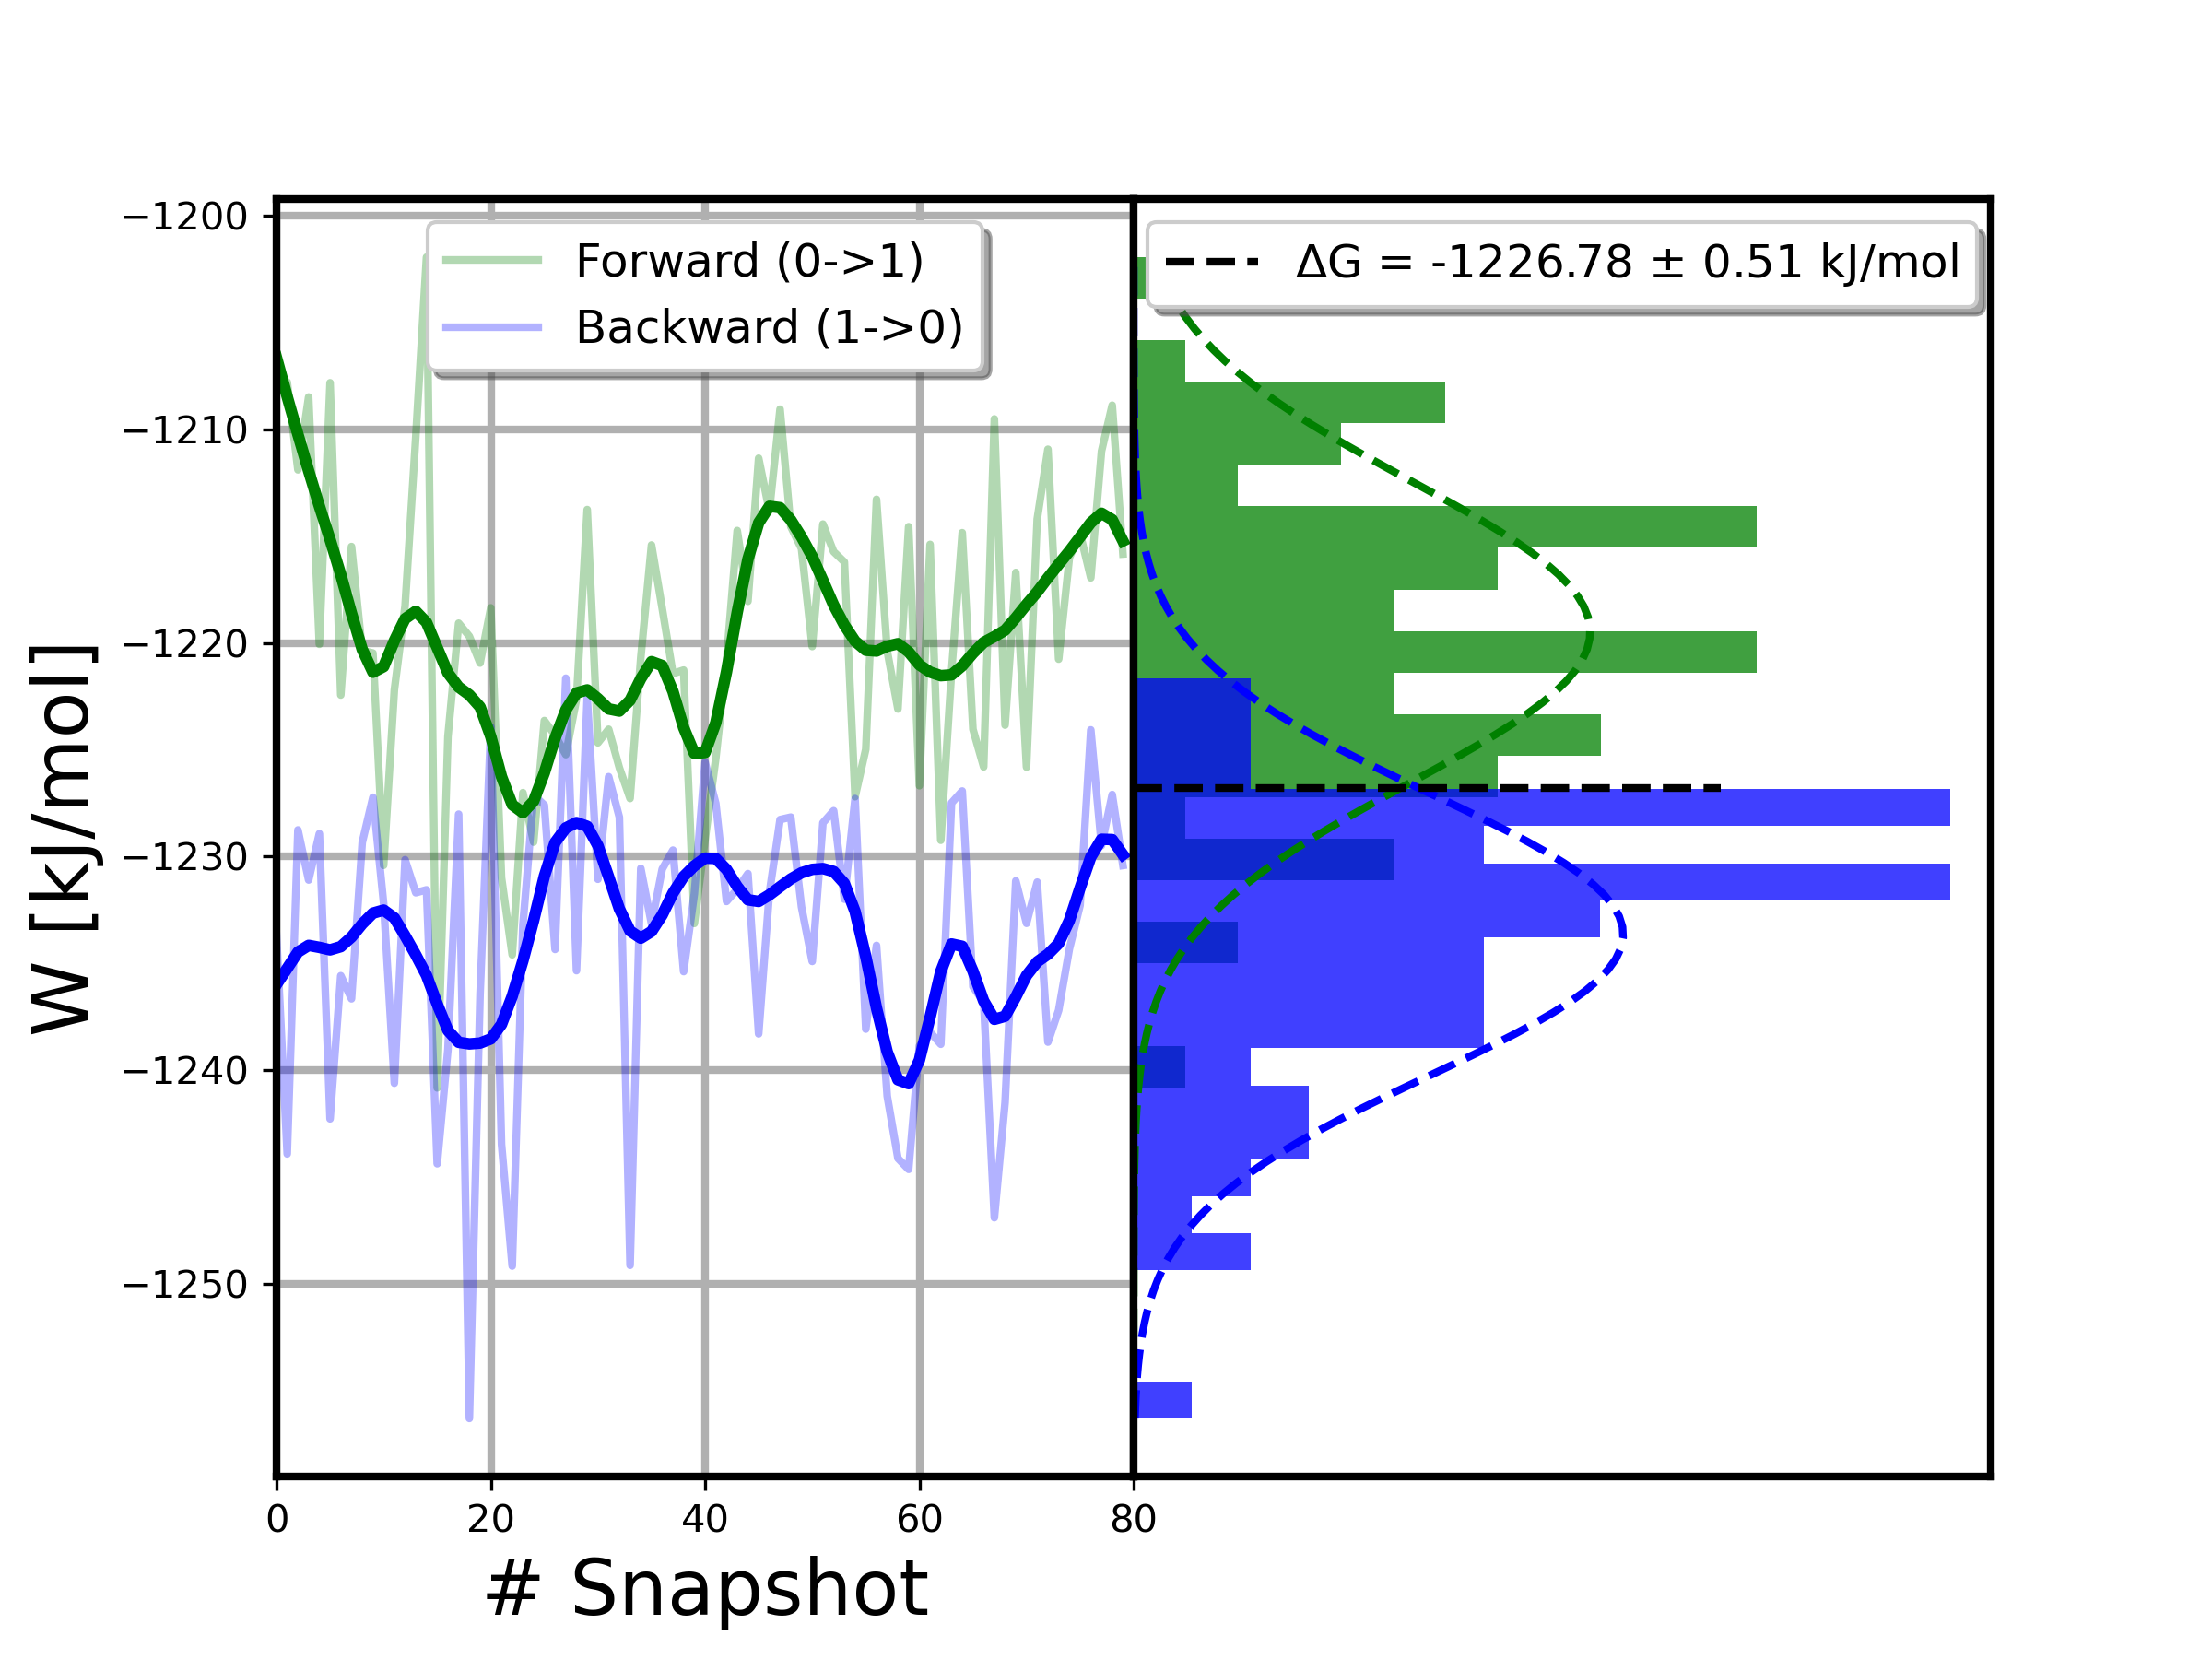 Forward (0->1)
Backward (1->0)
ΔG = -1226.78 ± 0.51 kJ/mol
W [kJ/mol]
−1200
−1210
−1220
−1230
−1240
−1250
0 20 40 60 80
# Snapshot